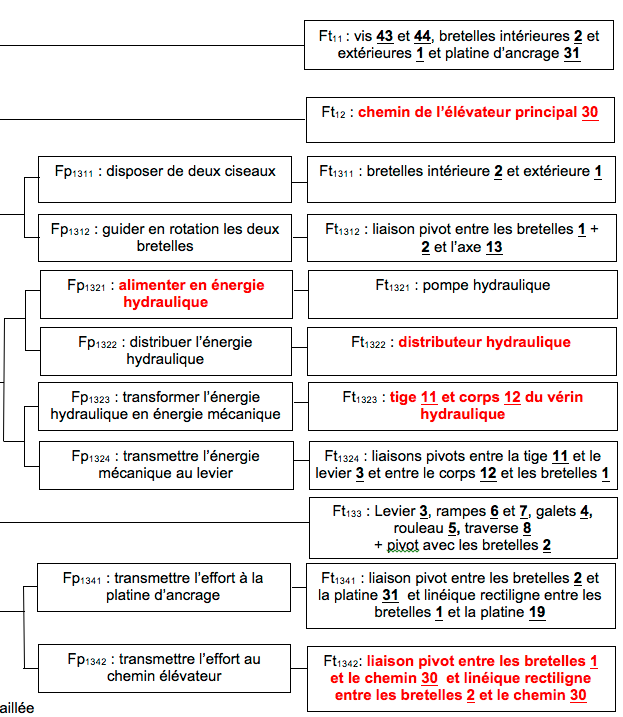 Ft11 : vis 43 et 44, bretelles intérieures 2 et
extérieures 1 et platine d'ancrage 31
Ft12 : chemin de l'élévateur principal 30
Fp1311 : disposer de deux ciseaux
Ft1311 : bretelles intérieure 2 et extérieure 1
Fp1312 : guider en rotation les deux
bretelles
Ft1312 : liaison pivot entre les bretelles 1 +
2 et l'axe 13
Fp1321 : alimenter en énergie
hydraulique
Ft1321 : pompe hydraulique
Fp1322 : distribuer l'énergie
hydraulique
Ft1322 : distributeur hydraulique
Fp1323 : transformer l'énergie
hydraulique en énergie mécanique
Ft1323 : tige 11 et corps 12 du vérin
hydraulique
Fp1324 : transmettre l'énergie
mécanique au levier
Ft1324 : liaisons pivots entre la tige 11 et le
levier 3 et entre le corps 12 et les bretelles 1
Ft133 : Levier 3, rampes 6 et 7, galets 4,
rouleau 5, traverse 8
+ pivot avec les bretelles 2
Fp1341 : transmettre l'effort à la
platine d'ancrage
Ft1341 : liaison pivot entre les bretelles 2 et
la platine 31 et linéique rectiligne entre les
bretelles 1 et la platine 19
Fp1342 : transmettre l'effort au
chemin élévateur
Ft1342: liaison pivot entre les bretelles 1
et le chemin 30 et linéique rectiligne
entre les bretelles 2 et le chemin 30
aillée